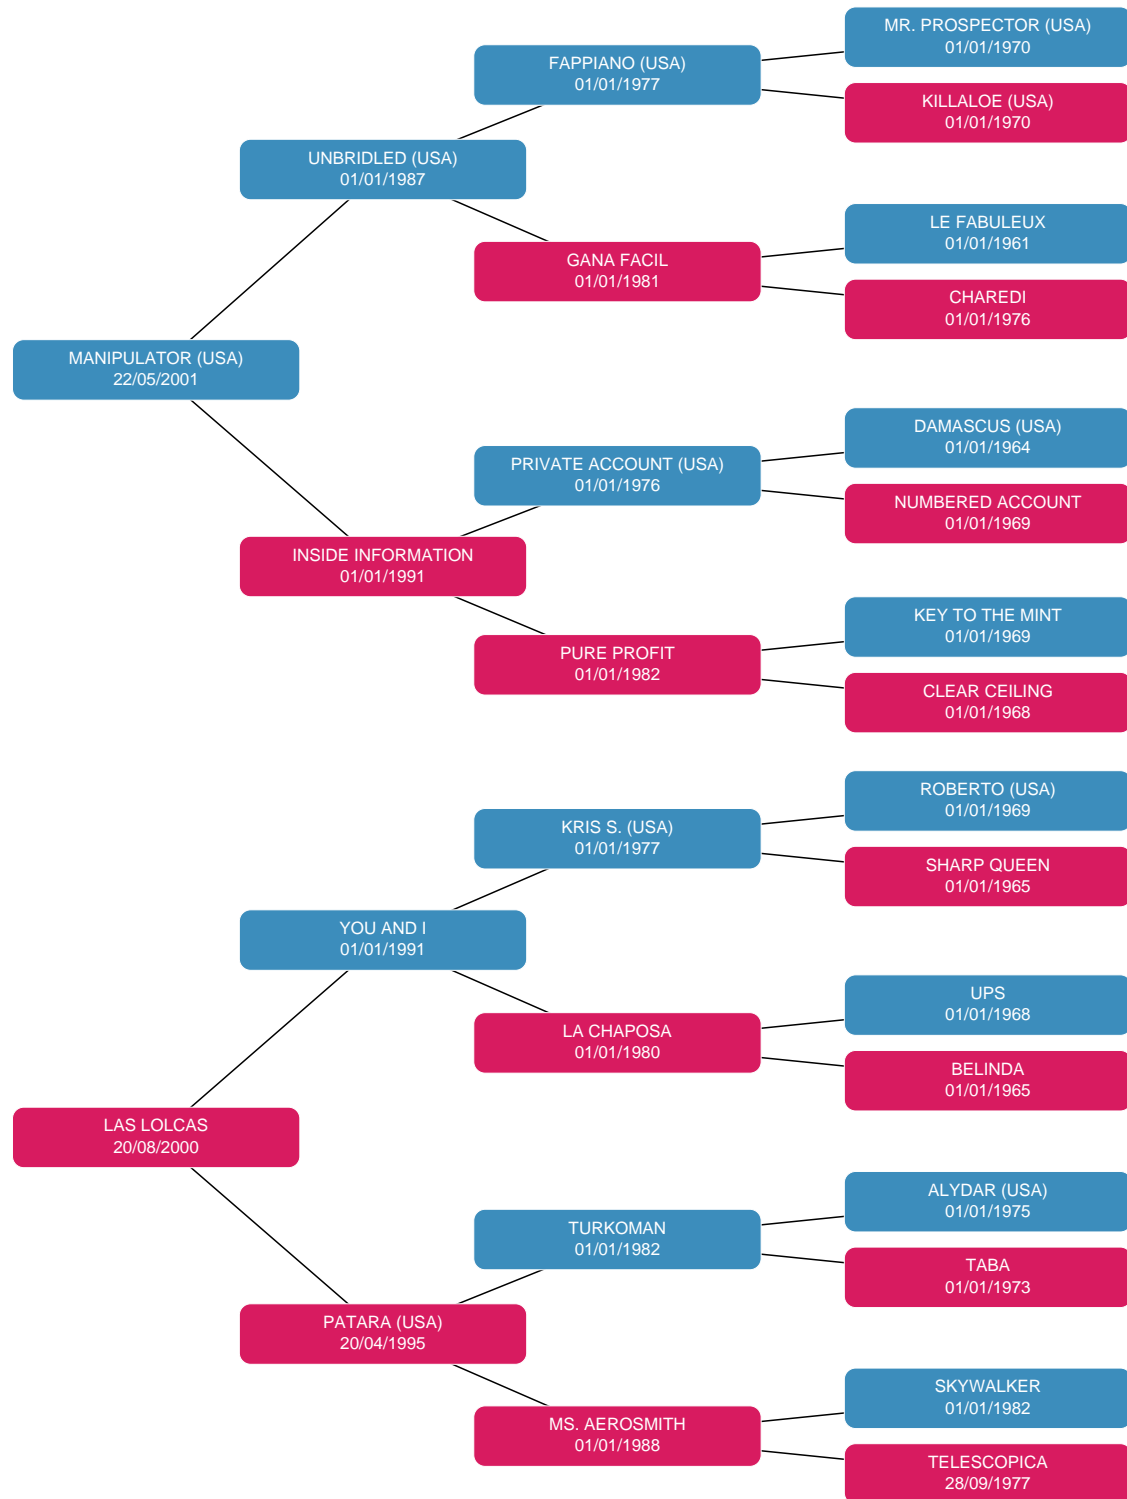 MR. PROSPECTOR (USA)
01/01/1970
FAPPIANO (USA)
01/01/1977
KILLALOE (USA)
01/01/1970
UNBRIDLED (USA)
01/01/1987
LE FABULEUX
01/01/1961
GANA FACIL
01/01/1981
CHAREDI
01/01/1976
MANIPULATOR (USA)
22/05/2001
DAMASCUS (USA)
01/01/1964
PRIVATE ACCOUNT (USA)
01/01/1976
NUMBERED ACCOUNT
01/01/1969
INSIDE INFORMATION
01/01/1991
KEY TO THE MINT
01/01/1969
PURE PROFIT
01/01/1982
CLEAR CEILING
01/01/1968
ROBERTO (USA)
01/01/1969
KRIS S. (USA)
01/01/1977
SHARP QUEEN
01/01/1965
YOU AND I
01/01/1991
UPS
01/01/1968
LA CHAPOSA
01/01/1980
BELINDA
01/01/1965
LAS LOLCAS
20/08/2000
ALYDAR (USA)
01/01/1975
TURKOMAN
01/01/1982
TABA
01/01/1973
PATARA (USA)
20/04/1995
SKYWALKER
01/01/1982
MS. AEROSMITH
01/01/1988
TELESCOPICA
28/09/1977